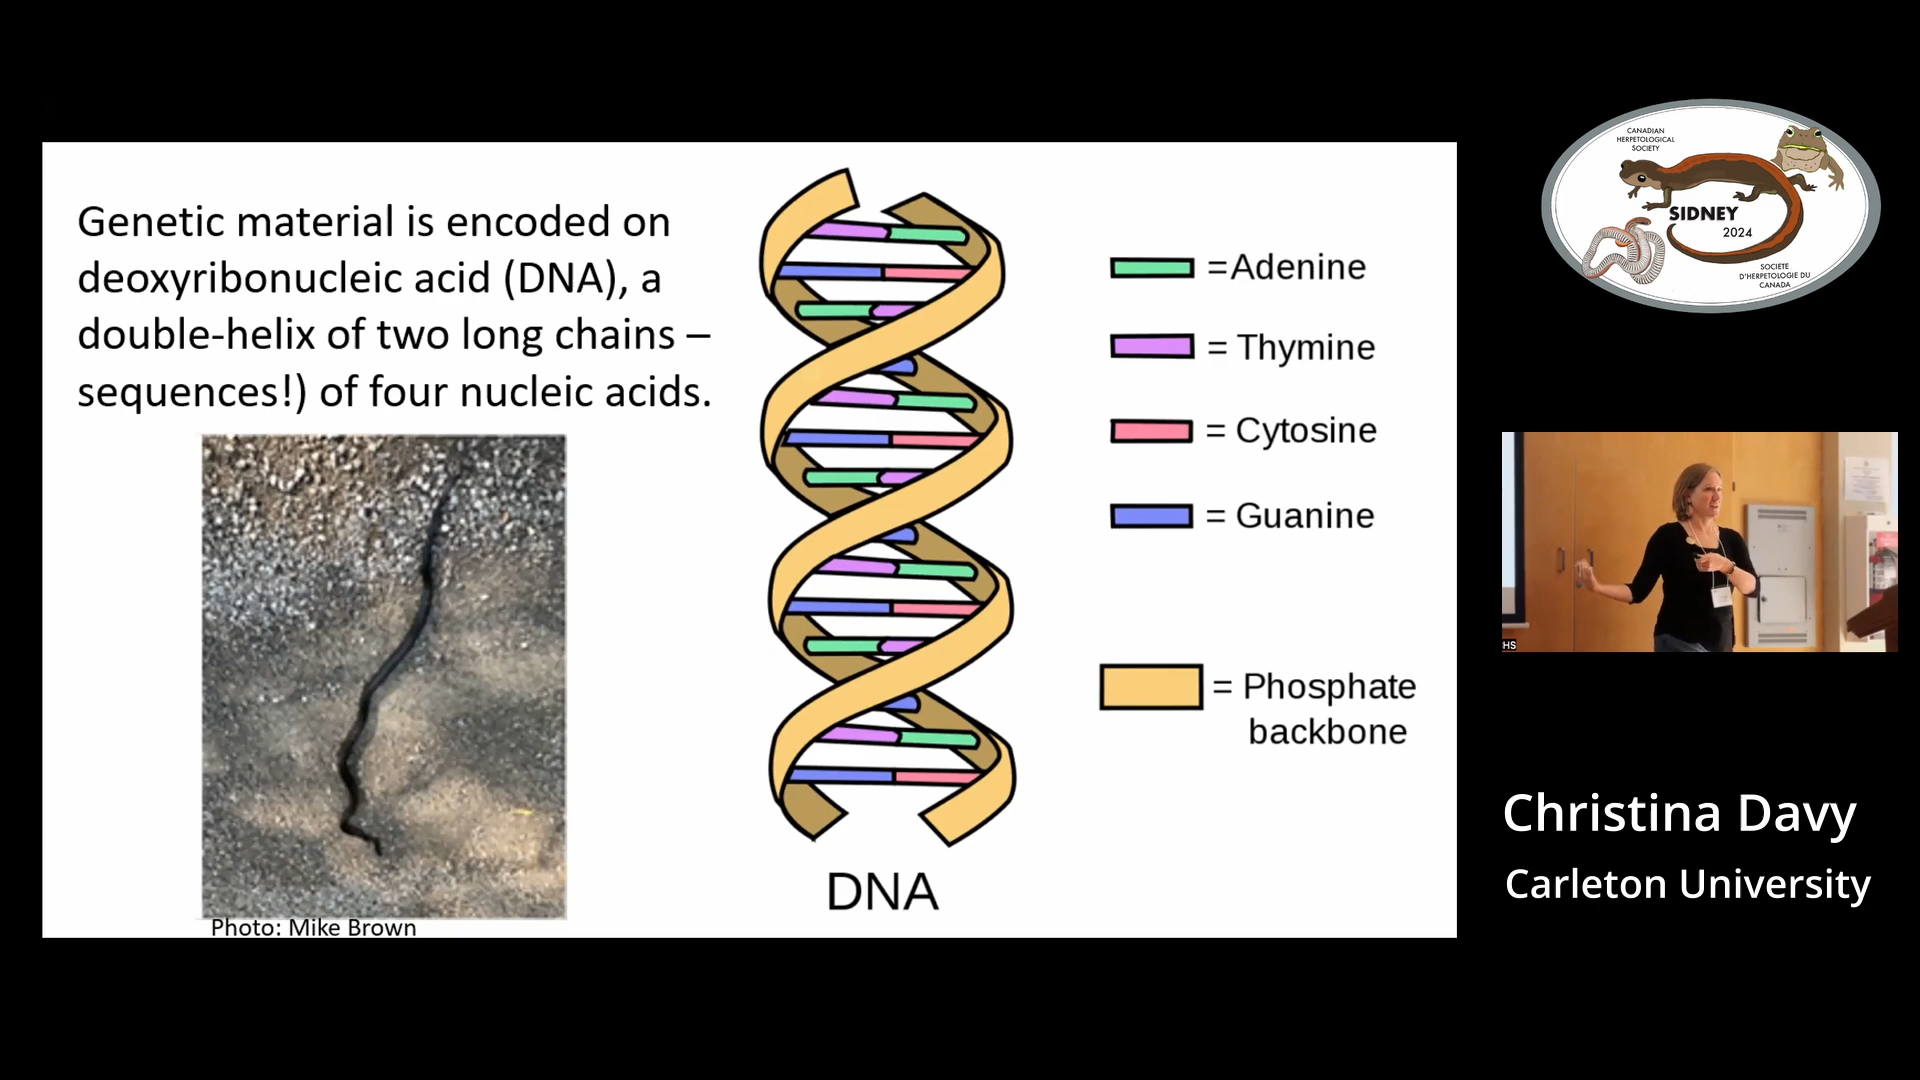 Genetic material is encoded on
deoxyribonucleic acid (DNA), a
double-helix of two long chains –
sequences!) of four nucleic acids.
Photo: Mike Brown
=Adenine
= Thymine
= Cytosine
= Guanine
= Phosphate
backbone
DNA
CANADIAN
HERPETOLOGICAL
SOCIETY
SIDNEY
2024
SOCIÉTÉ
D'HERPETOLOGIE DU
CANADA
CHS
Christina Davy
Carleton University